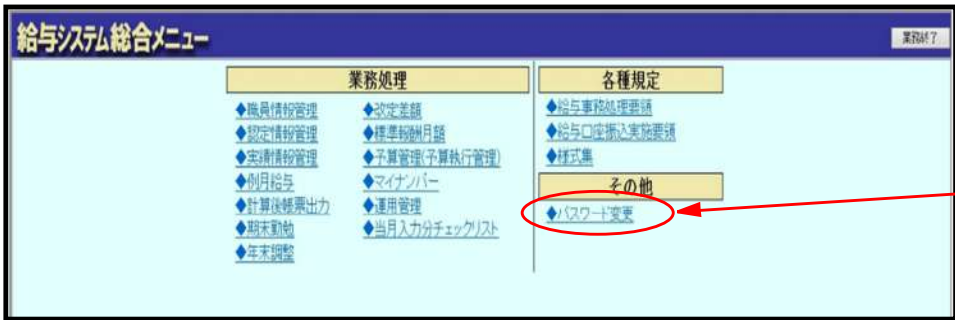 給与システム総合メニュー
業務終了
業務処理
◆職員情報管理
◆認定情報管理
◆実績情報管理
◆例月給与
◆計算後帳票出力
◆期末勤勉
◆年末調整
◆改定差額
◆標準報酬月額
◆予算管理(予算執行管理)
◆マイナンバー
◆運用管理
◆当月入力分チェックリスト
各種規定
◆給与事務処理要領
◆給与口座振込実施要領
◆様式集
その他
◆パスワード変更